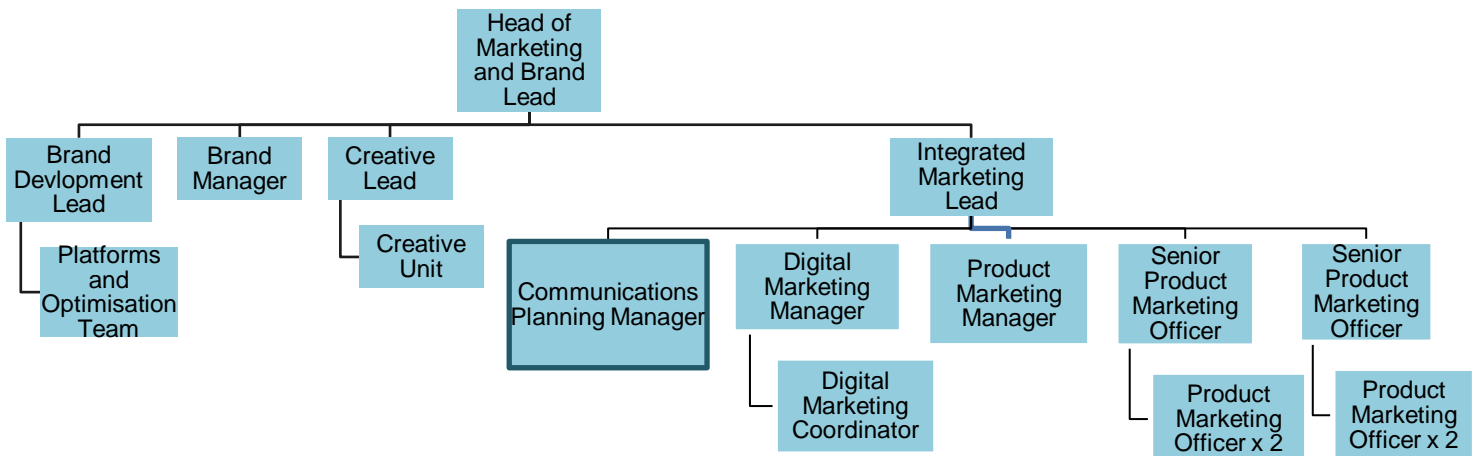 Head of
Marketing
and Brand
Lead
Brand
Devlopment
Lead
Brand
Manager
Creative
Lead
Integrated
Marketing
Lead
Platforms
and
Optimisation
Team
Creative
Unit
Communications
Planning Manager
Digital
Marketing
Manager
Product
Marketing
Manager
Senior
Product
Marketing
Officer
Senior
Product
Marketing
Officer
Digital
Marketing
Coordinator
Product
Marketing
Officer x 2
Product
Marketing
Officer x 2